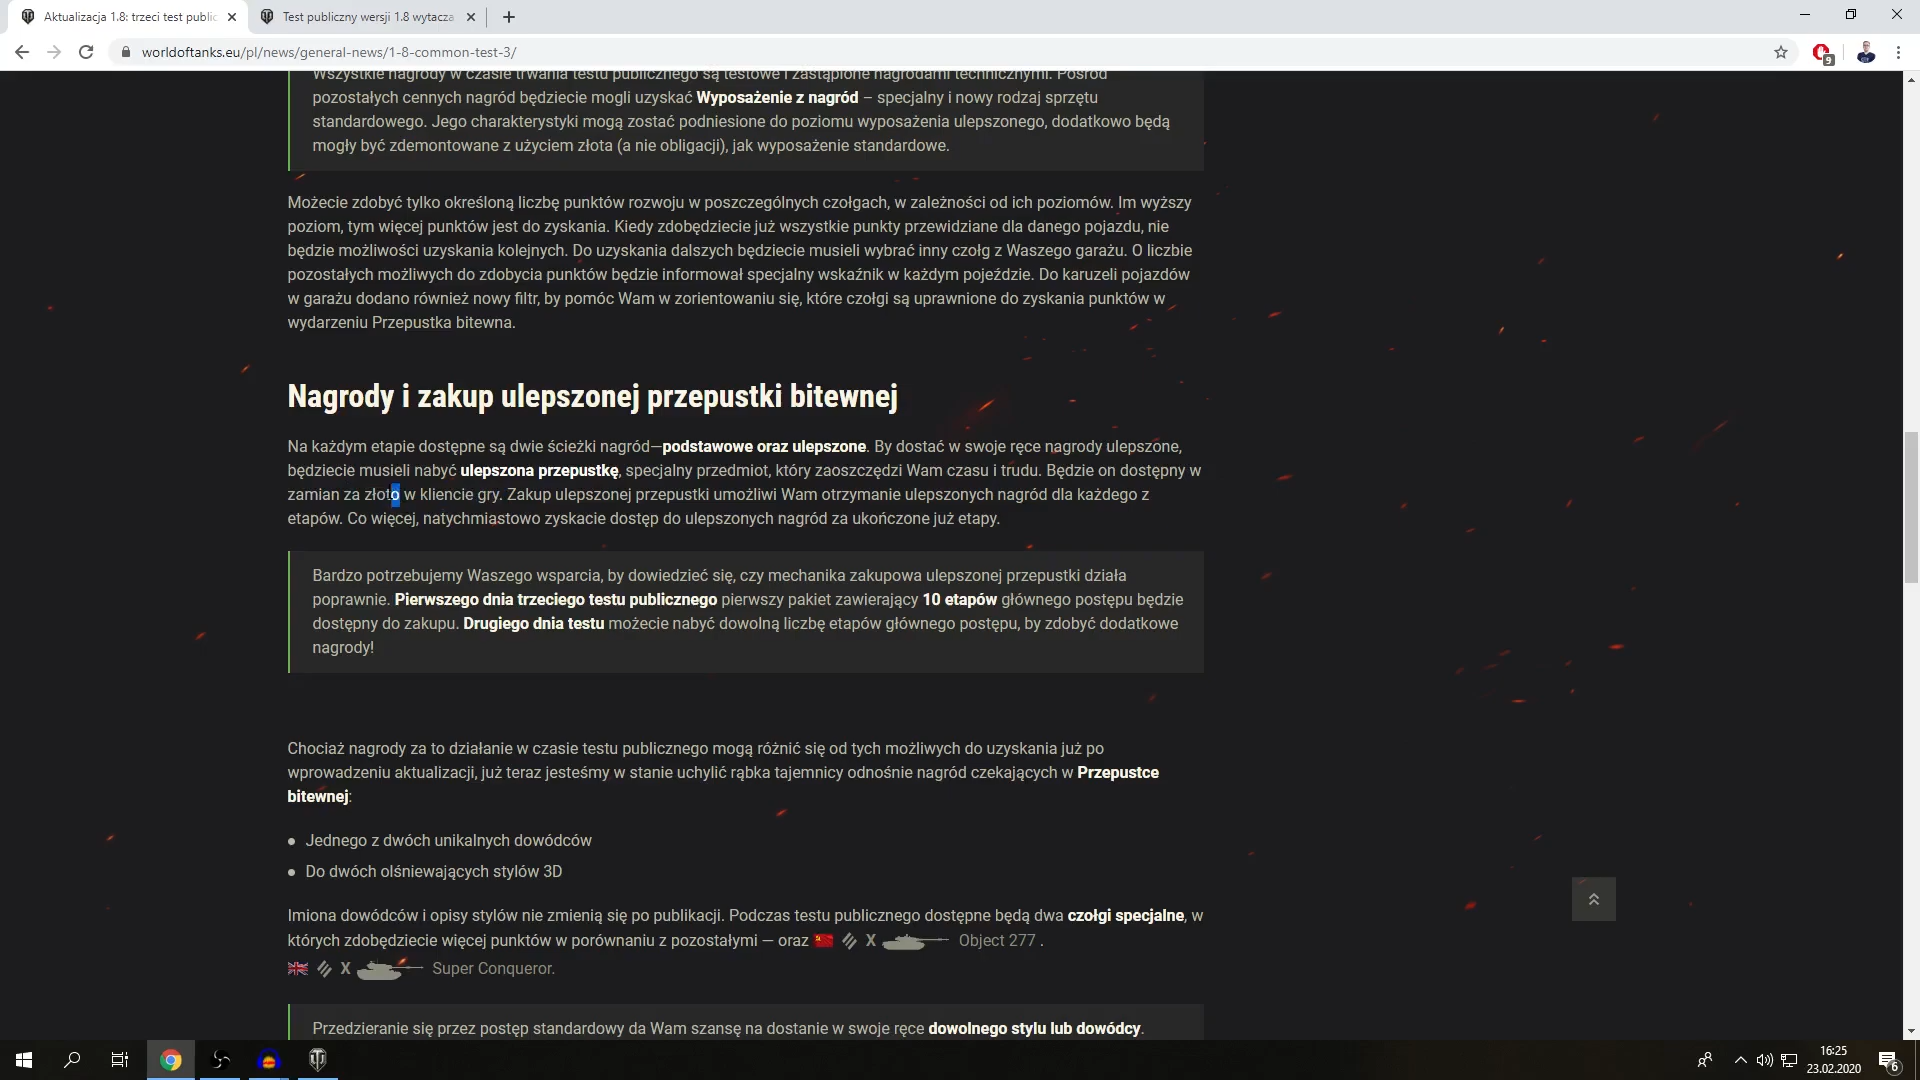 Aktualizacja 1.8: trzeci test public
Test publiczny wersji 1.8 wytacza
worldoftanks.eu/pl/news/general-news/1-8-common-test-3/
9
Wszystkie nagrody w czasie trwania testu publicznego są testowe i zastąpione nagrodami technicznymi. Pośród
pozostałych cennych nagród będziecie mogli uzyskać Wyposażenie z nagród – specjalny i nowy rodzaj sprzętu
standardowego. Jego charakterystyki mogą zostać podniesione do poziomu wyposażenia ulepszonego, dodatkowo będą
mogły być zdemontowane z użyciem złota (a nie obligacji), jak wyposażenie standardowe.
Możecie zdobyć tylko określoną liczbę punktów rozwoju w poszczególnych czołgach, w zależności od ich poziomów. Im wyższy
poziom, tym więcej punktów jest do zyskania. Kiedy zdobędziecie już wszystkie punkty przewidziane dla danego pojazdu, nie
będzie możliwości uzyskania kolejnych. Do uzyskania dalszych będziecie musieli wybrać inny czołg z Waszego garażu. O liczbie
pozostałych możliwych do zdobycia punktów będzie informował specjalny wskaźnik w każdym pojeździe. Do karuzeli pojazdów
w garażu dodano również nowy filtr, by pomóc Wam w zorientowaniu się, które czołgi są uprawnione do zyskania punktów w
wydarzeniu Przepustka bitewna.
Nagrody i zakup ulepszonej przepustki bitewnej
Na każdym etapie dostępne są dwie ścieżki nagród—podstawowe oraz ulepszone. By dostać w swoje ręce nagrody ulepszone,
będziecie musieli nabyć ulepszona przepustkę, specjalny przedmiot, który zaoszczędzi Wam czasu i trudu. Będzie on dostępny w
zamian za złoto w kliencie gry. Zakup ulepszonej przepustki umożliwi Wam otrzymanie ulepszonych nagród dla każdego z
etapów. Co więcej, natychmiastowo zyskacie dostęp do ulepszonych nagród za ukończone już etapy.
Bardzo potrzebujemy Waszego wsparcia, by dowiedzieć się, czy mechanika zakupowa ulepszonej przepustki działa
poprawnie. Pierwszego dnia trzeciego testu publicznego pierwszy pakiet zawierający 10 etapów głównego postępu będzie
dostępny do zakupu. Drugiego dnia testu możecie nabyć dowolną liczbę etapów głównego postępu, by zdobyć dodatkowe
nagrody!
Chociaż nagrody za to działanie w czasie testu publicznego mogą różnić się od tych możliwych do uzyskania już po
wprowadzeniu aktualizacji, już teraz jesteśmy w stanie uchylić rąbka tajemnicy odnośnie nagród czekających w Przepustce
bitewnej:
Jednego z dwóch unikalnych dowódców
Do dwóch olśniewających stylów 3D
Imiona dowódców i opisy stylów nie zmienią się po publikacji. Podczas testu publicznego dostępne będą dwa czołgi specjalne, w
których zdobędziecie więcej punktów w porównaniu z pozostałymi — oraz X Object 277 .
X Super Conqueror.
Przedzieranie się przez postęp standardowy da Wam szansę na dostanie w swoje ręce dowolnego stylu lub dowódcy.
16:25
23.02.2020
6